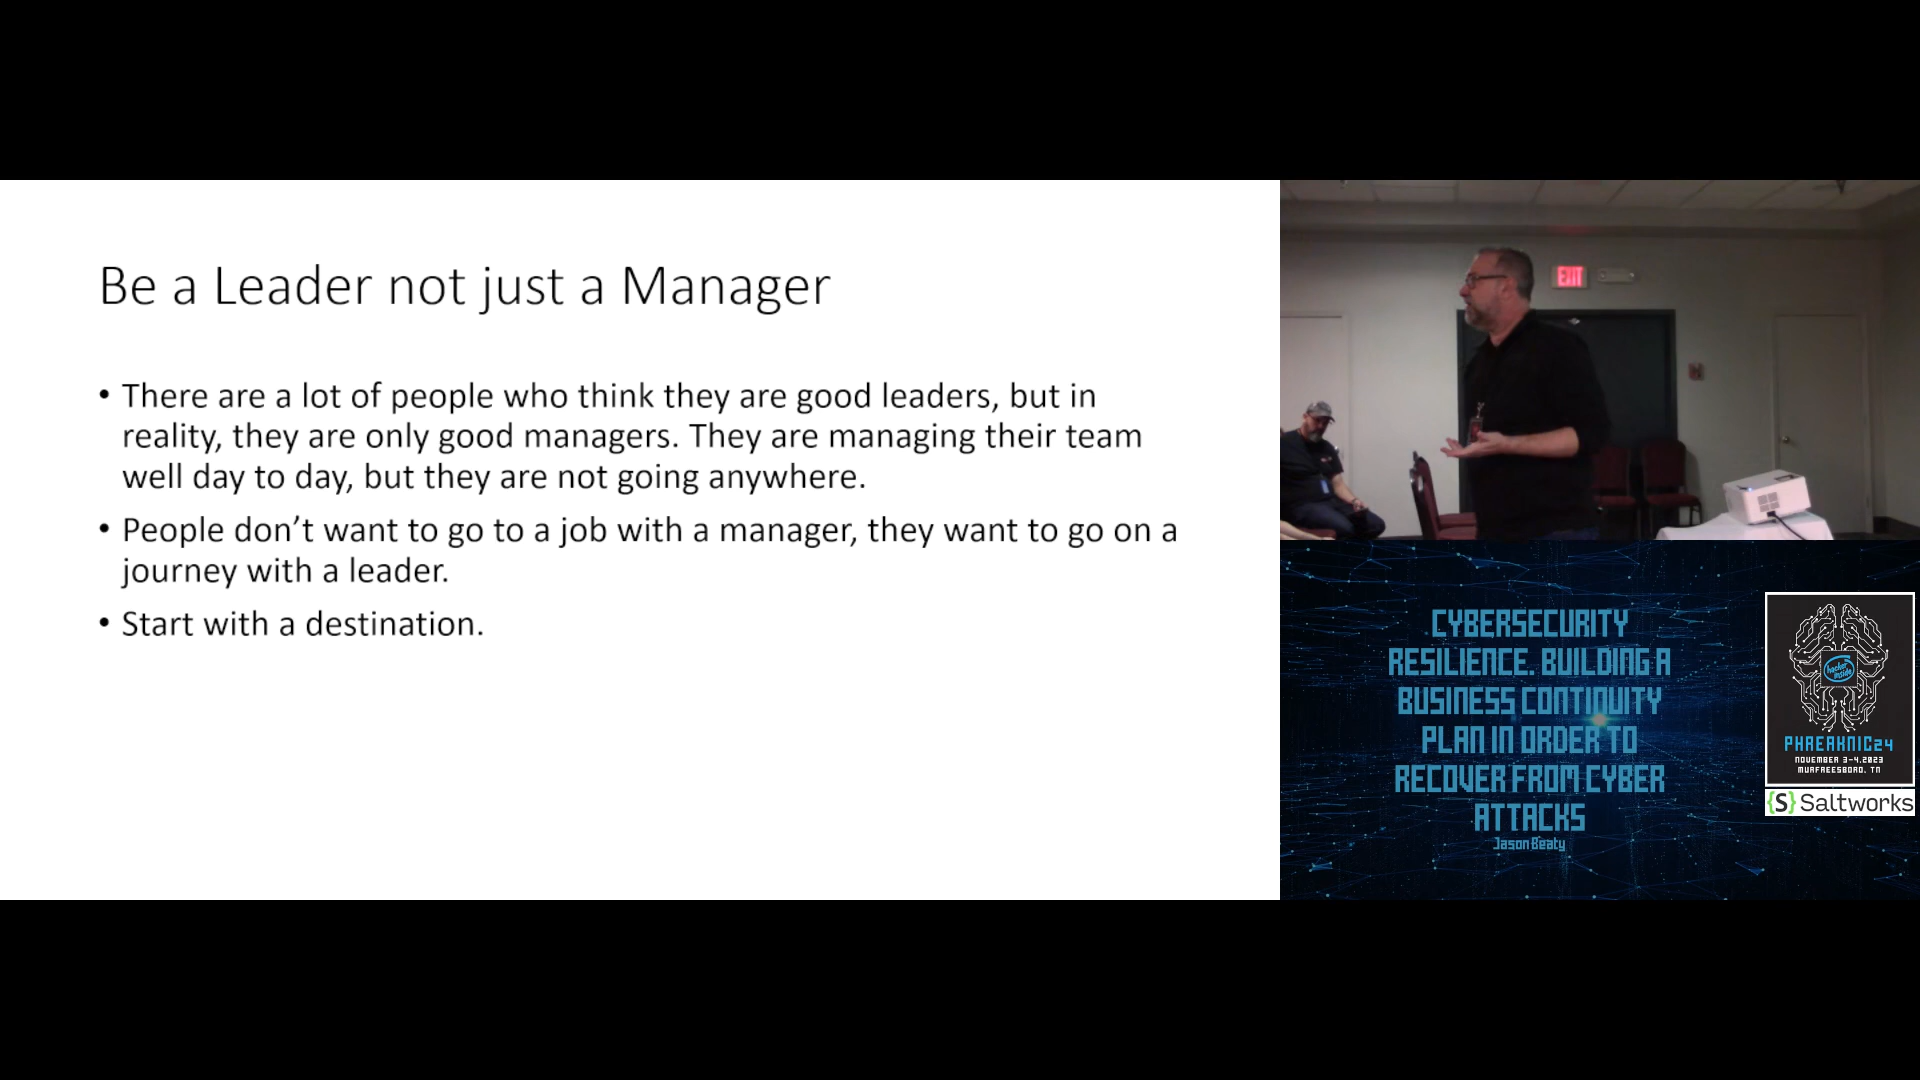 Be a Leader not just a Manager
• There are a lot of people who think they are good leaders, but in
reality, they are only good managers. They are managing their team
well day to day, but they are not going anywhere.
• People don’t want to go to a job with a manager, they want to go on a
journey with a leader.
• Start with a destination.
EXIT
CYBERSECURITY
RESILIENCE. BUILDING A
BUSINESS CONTINUITY
PLAN IN ORDER TO
RECOVER FROM CYBER
ATTACKS
Jason Beaty
hacker
inside
PHREAKNIC24
NOVEMBER 3-4.2023
MURFREESBORO, TN
{S} Saltworks